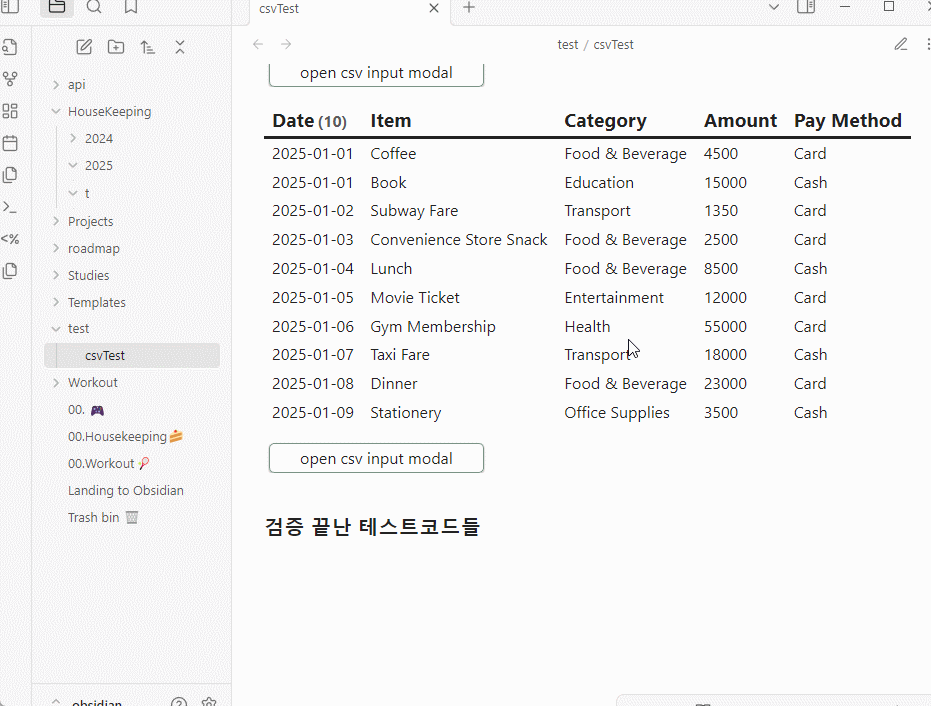 csvTest
test / csvTest
api
HouseKeeping
2024
2025
t
Projects
roadmap
Studies
Templates
test
csvTest
Workout
00. 🎮
00.Housekeeping 🍰
00.Workout 🏓
Landing to Obsidian
Trash bin 🗑️
obsidian
open csv input modal
Date (10) Item Category Amount Pay Method
2025-01-01 Coffee Food & Beverage 4500 Card
2025-01-01 Book Education 15000 Cash
2025-01-02 Subway Fare Transport 1350 Card
2025-01-03 Convenience Store Snack Food & Beverage 2500 Card
2025-01-04 Lunch Food & Beverage 8500 Cash
2025-01-05 Movie Ticket Entertainment 12000 Card
2025-01-06 Gym Membership Health 55000 Card
2025-01-07 Taxi Fare Transport 18000 Cash
2025-01-08 Dinner Food & Beverage 23000 Card
2025-01-09 Stationery Office Supplies 3500 Cash
open csv input modal
검증 끝난 테스트코드들